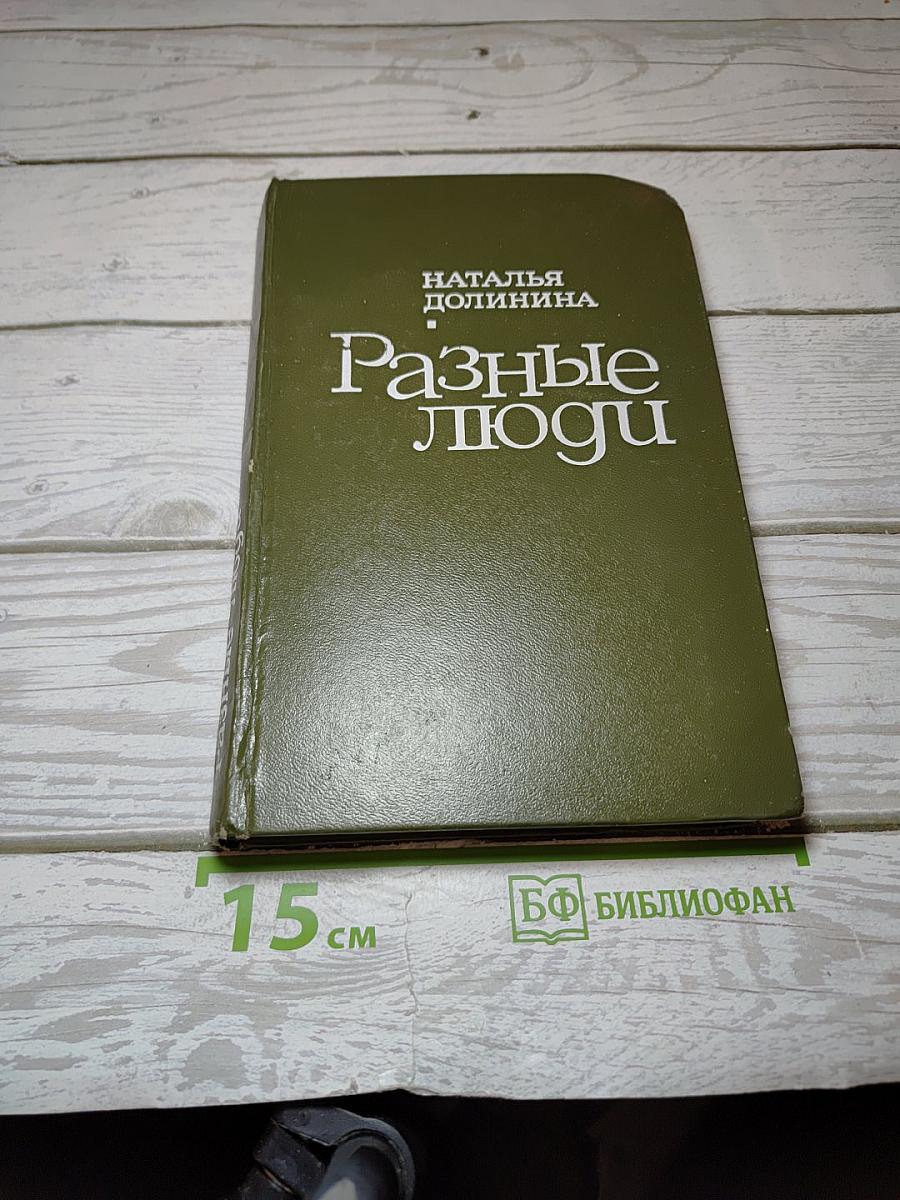 НАТАЛЬЯ
ДОЛИНИНА
Разные
люди
15 см
БФ БИБЛИОФАН